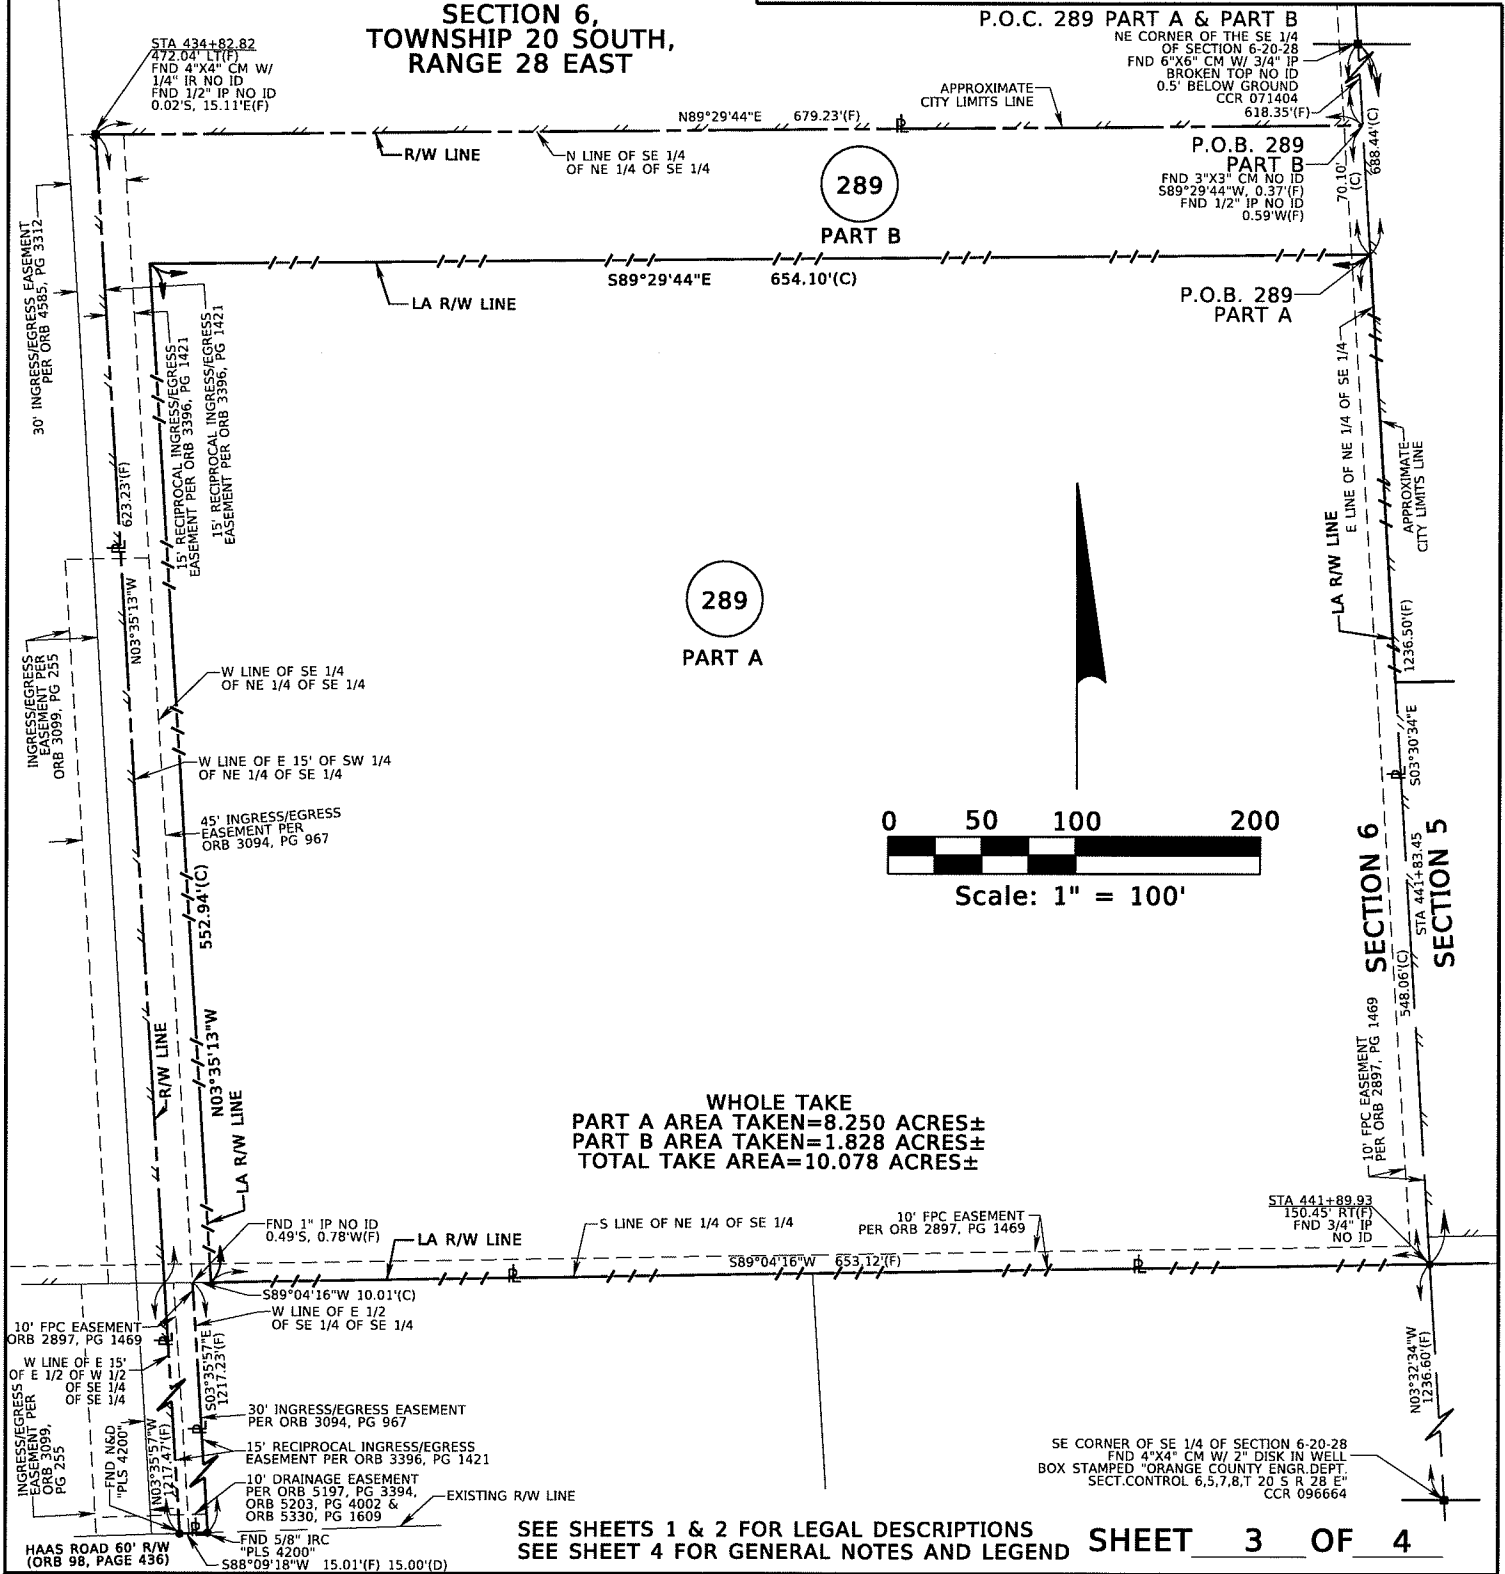 SECTION 6,
TOWNSHIP 20 SOUTH,
RANGE 28 EAST
STA 434+82.82
472.04' LT(F)
FND 4"X4" CM W/
1/4" IR NO ID
FND 1/2" IP NO ID
0.02'S, 15.11'E(F)
P.O.C. 289 PART A & PART B
NE CORNER OF THE SE 1/4
OF SECTION 6-20-28
FND 6"X6" CM W/ 3/4" IP
BROKEN TOP NO ID
0.5' BELOW GROUND
CCR 071404
618.35'(F)
APPROXIMATE
CITY LIMITS LINE
N89°29'44"E 679.23'(F)
R/W LINE
N LINE OF SE 1/4
OF NE 1/4 OF SE 1/4
289
PART B
P.O.B. 289
PART B
FND 3"X3" CM NO ID
S89°29'44"W, 0.37'(F)
FND 1/2" IP NO ID
0.59'W(F)
70.10'
(C)
688.44'(C)
S89°29'44"E 654.10'(C)
LA R/W LINE
P.O.B. 289
PART A
30' INGRESS/EGRESS EASEMENT
PER ORB 4585, PG 3312
15' RECIPROCAL INGRESS/EGRESS
EASEMENT PER ORB 3396, PG 1421
15' RECIPROCAL INGRESS/EGRESS
EASEMENT PER ORB 3396, PG 1421
623.23'(F)
N03°35'13"W
E LINE OF NE 1/4 OF SE 1/4
APPROXIMATE
CITY LIMITS LINE
LA R/W LINE
1236.50'(F)
S03°30'34"E
289
PART A
INGRESS/EGRESS
EASEMENT PER
ORB 3099, PG 255
W LINE OF SE 1/4
OF NE 1/4 OF SE 1/4
W LINE OF E 15' OF SW 1/4
OF NE 1/4 OF SE 1/4
45' INGRESS/EGRESS
EASEMENT PER
ORB 3094, PG 967
552.94'(C)
N03°35'13"W
R/W LINE
LA R/W LINE
0 50 100 200
Scale: 1" = 100'
SECTION 6
STA 441+83.45
SECTION 5
548.06'(C)
10' FPC EASEMENT
PER ORB 2897, PG 1469
WHOLE TAKE
PART A AREA TAKEN=8.250 ACRES±
PART B AREA TAKEN=1.828 ACRES±
TOTAL TAKE AREA=10.078 ACRES±
STA 441+89.93
150.45' RT(F)
FND 3/4" IP
NO ID
FND 1" IP NO ID
0.49'S, 0.78'W(F)
LA R/W LINE
S LINE OF NE 1/4 OF SE 1/4
10' FPC EASEMENT
PER ORB 2897, PG 1469
S89°04'16"W 653.12'(F)
S89°04'16"W 10.01'(C)
W LINE OF E 1/2
OF SE 1/4 OF SE 1/4
10' FPC EASEMENT
ORB 2897, PG 1469
W LINE OF E 15'
OF E 1/2 OF W 1/2
OF SE 1/4
OF SE 1/4
S03°35'57"E
1217.23'(F)
N03°32'34"W
1236.60'(F)
INGRESS/EGRESS
EASEMENT PER
ORB 3099,
PG 255
FND N&D
"PLS 4200"
N03°35'57"W
1217.47'(F)
30' INGRESS/EGRESS EASEMENT
PER ORB 3094, PG 967
15' RECIPROCAL INGRESS/EGRESS
EASEMENT PER ORB 3396, PG 1421
10' DRAINAGE EASEMENT
PER ORB 5197, PG 3394,
ORB 5203, PG 4002 &
ORB 5330, PG 1609
EXISTING R/W LINE
SE CORNER OF SE 1/4 OF SECTION 6-20-28
FND 4"X4" CM W/ 2" DISK IN WELL
BOX STAMPED "ORANGE COUNTY ENGR.DEPT.
SECT.CONTROL 6,5,7,8,T 20 S R 28 E"
CCR 096664
HAAS ROAD 60' R/W
(ORB 98, PAGE 436)
FND 5/8" IRC
"PLS 4200"
S88°09'18"W 15.01'(F) 15.00'(D)
SEE SHEETS 1 & 2 FOR LEGAL DESCRIPTIONS
SEE SHEET 4 FOR GENERAL NOTES AND LEGEND
SHEET 3 OF 4